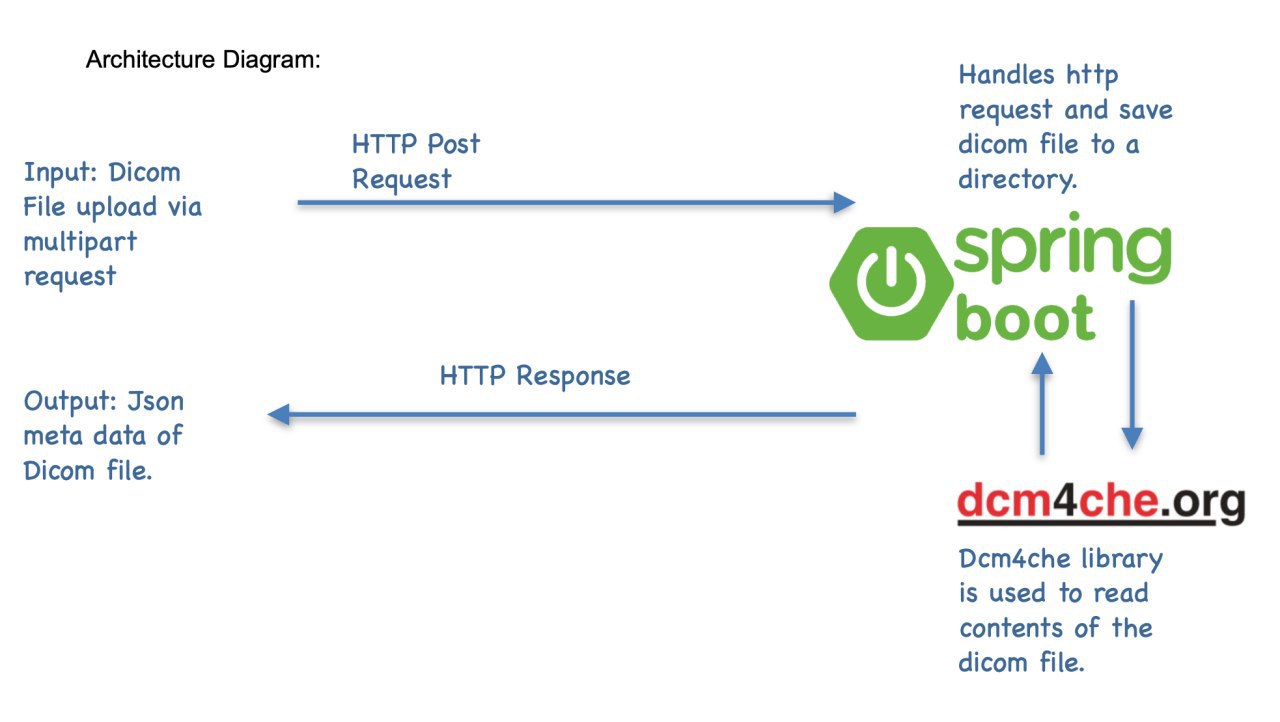 Architecture Diagram:
Handles http
request and save
dicom file to a
directory.
HTTP Post
Request
Input: Dicom
File upload via
multipart
request
spring
boot
HTTP Response
Output: Json
meta data of
Dicom file.
dcm4che.org
Dcm4che library
is used to read
contents of the
dicom file.